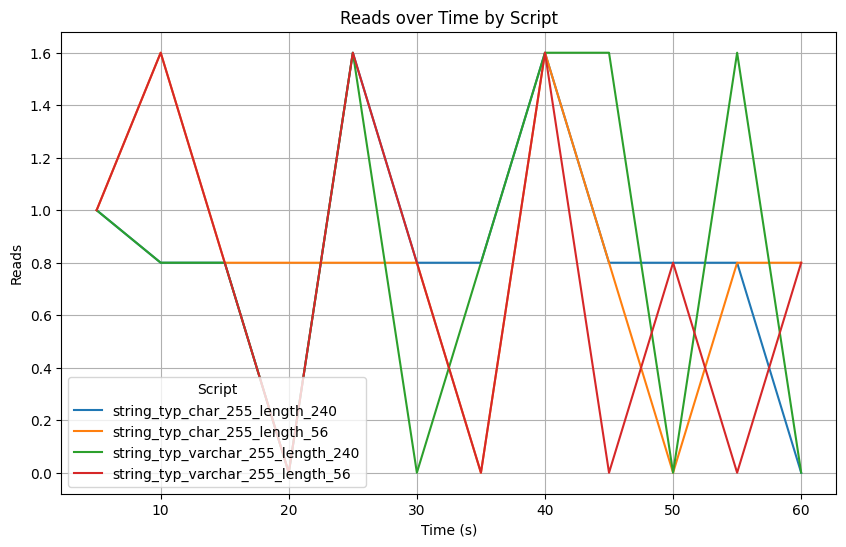 Reads over Time by Script
Reads
1.6
1.4
1.2
1.0
0.8
0.6
0.4
0.2
0.0
Script
string_typ_char_255_length_240
string_typ_char_255_length_56
string_typ_varchar_255_length_240
string_typ_varchar_255_length_56
10 20 30 40 50 60
Time (s)